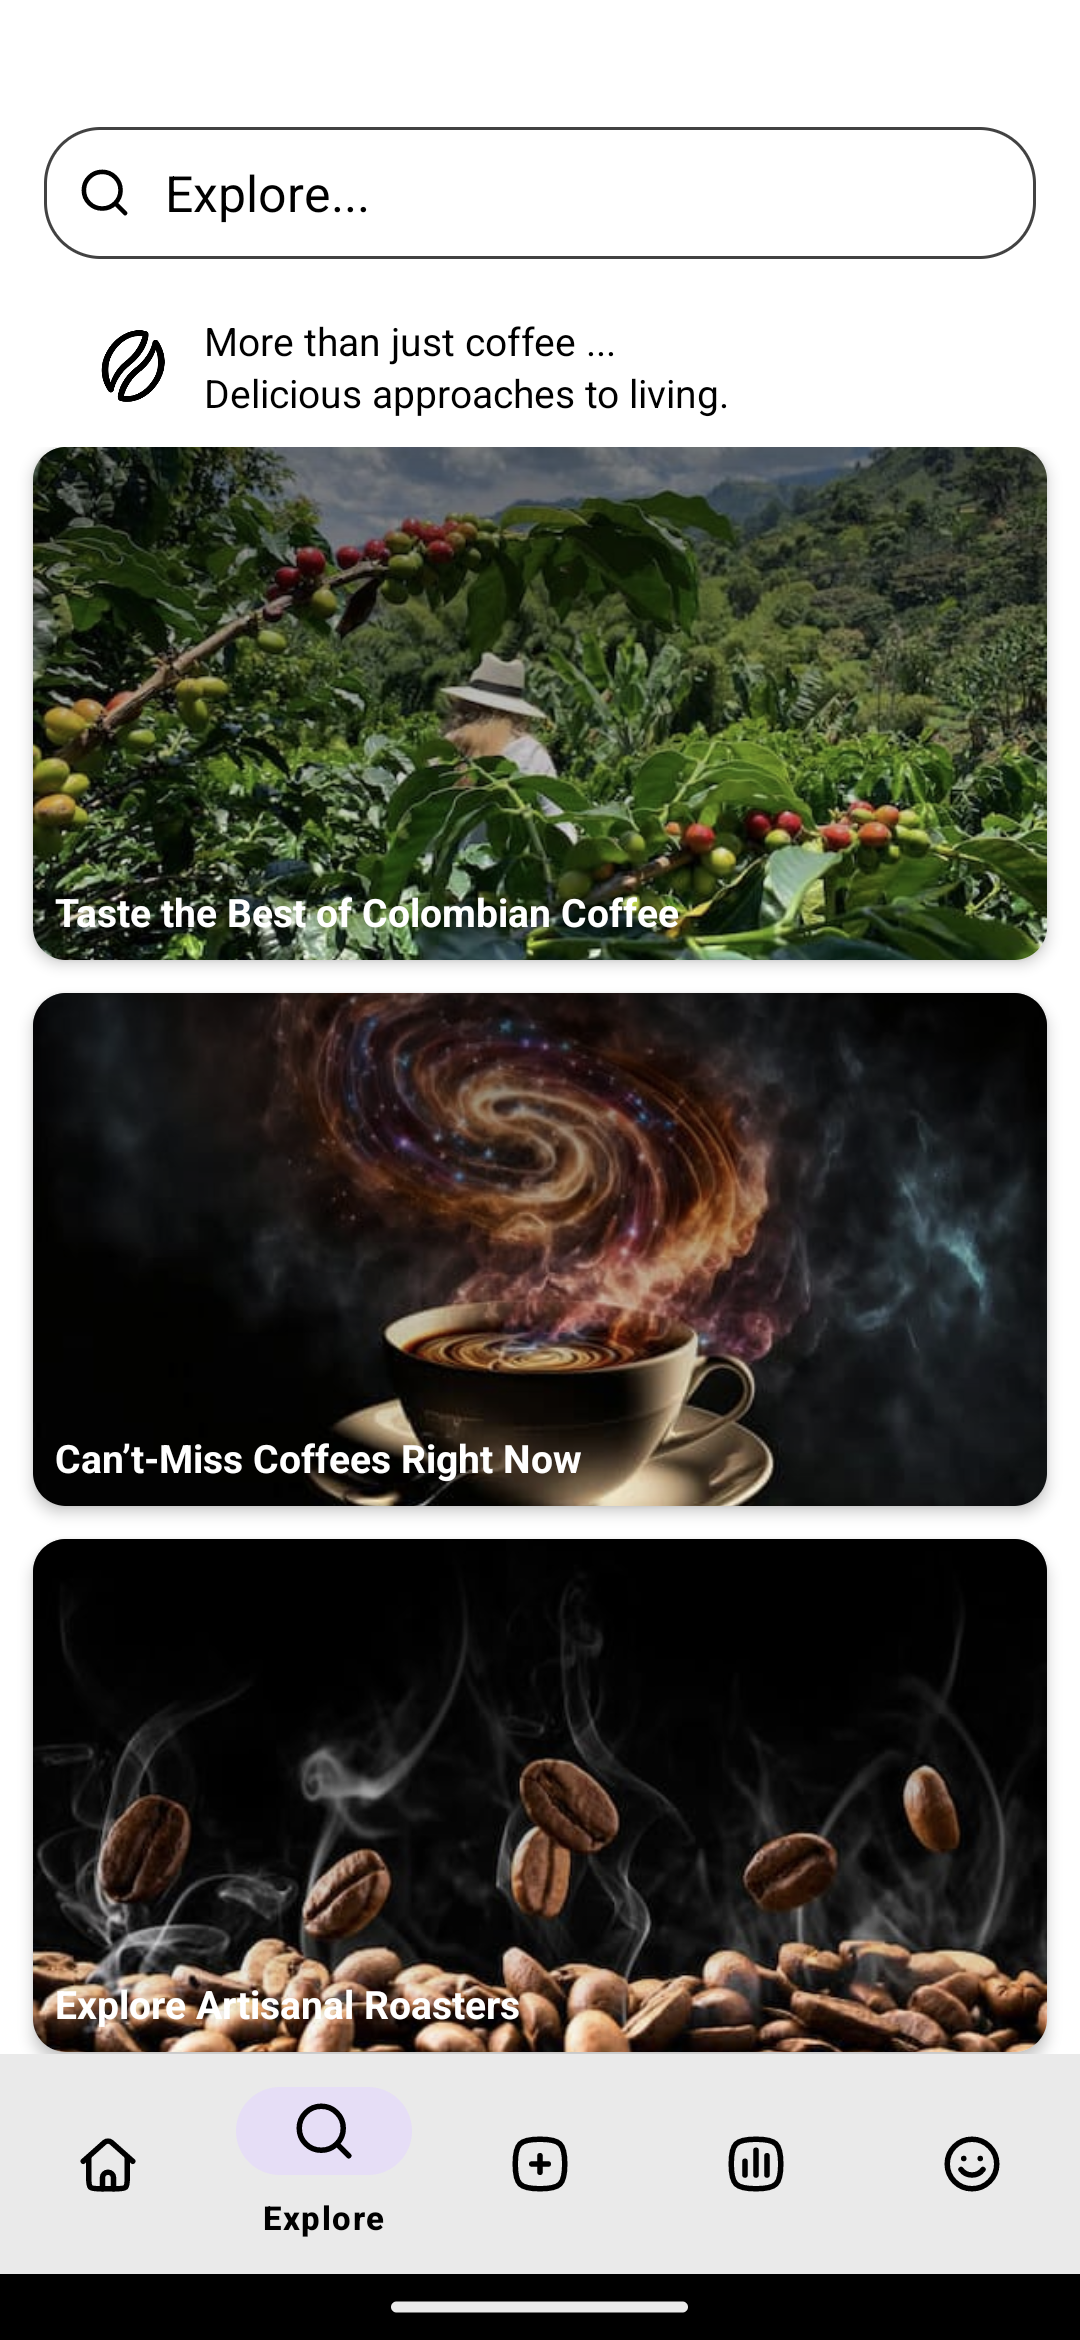 Explore...
More than just coffee ...
Delicious approaches to living.
Taste the Best of Colombian Coffee
Can’t-Miss Coffees Right Now
Explore Artisanal Roasters
Explore